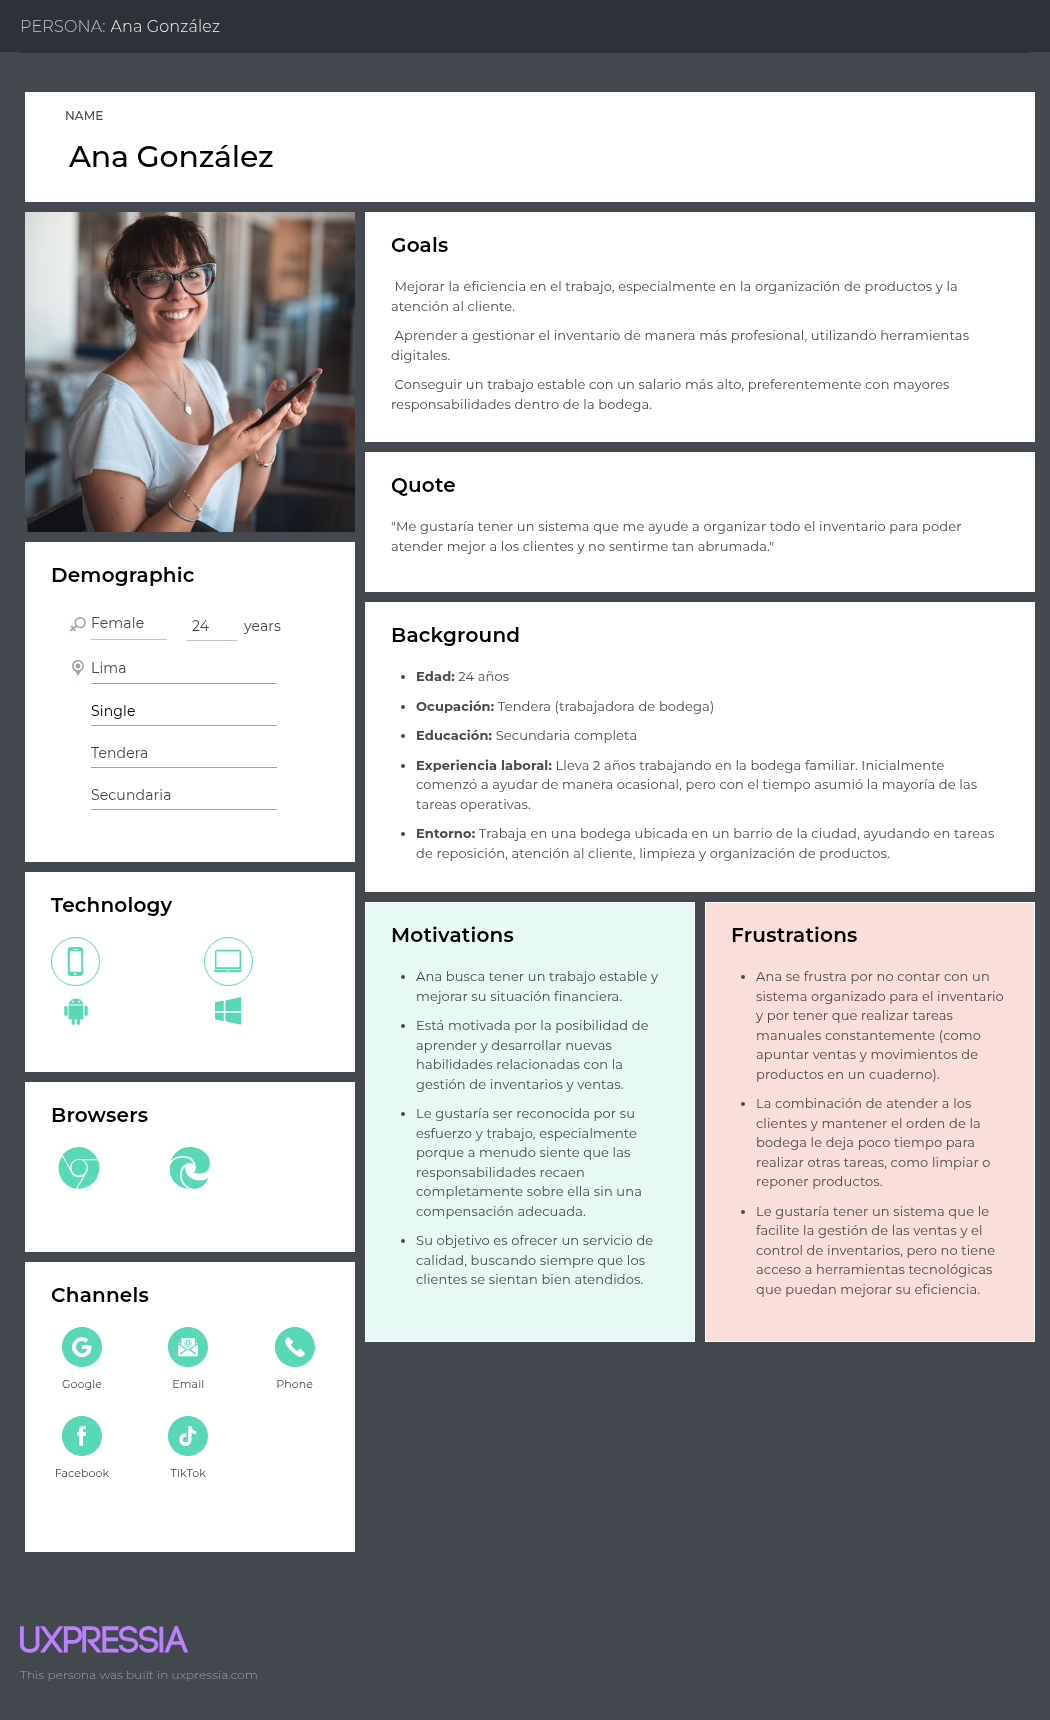 PERSONA: Ana González
NAME
Ana González
Goals
Mejorar la eficiencia en el trabajo, especialmente en la organización de productos y la
atención al cliente.
Aprender a gestionar el inventario de manera más profesional, utilizando herramientas
digitales.
Conseguir un trabajo estable con un salario más alto, preferentemente con mayores
responsabilidades dentro de la bodega.
Quote
"Me gustaría tener un sistema que me ayude a organizar todo el inventario para poder
atender mejor a los clientes y no sentirme tan abrumada."
Demographic
Female 24 years
Lima
Single
Tendera
Secundaria
Background
• Edad: 24 años
• Ocupación: Tendera (trabajadora de bodega)
• Educación: Secundaria completa
• Experiencia laboral: Lleva 2 años trabajando en la bodega familiar. Inicialmente
comenzó a ayudar de manera ocasional, pero con el tiempo asumió la mayoría de las
tareas operativas.
• Entorno: Trabaja en una bodega ubicada en un barrio de la ciudad, ayudando en tareas
de reposición, atención al cliente, limpieza y organización de productos.
Technology
Browsers
Channels
Google Email Phone
Facebook TikTok
Motivations
• Ana busca tener un trabajo estable y
mejorar su situación financiera.
• Está motivada por la posibilidad de
aprender y desarrollar nuevas
habilidades relacionadas con la
gestión de inventarios y ventas.
• Le gustaría ser reconocida por su
esfuerzo y trabajo, especialmente
porque a menudo siente que las
responsabilidades recaen
completamente sobre ella sin una
compensación adecuada.
• Su objetivo es ofrecer un servicio de
calidad, buscando siempre que los
clientes se sientan bien atendidos.
Frustrations
• Ana se frustra por no contar con un
sistema organizado para el inventario
y por tener que realizar tareas
manuales constantemente (como
apuntar ventas y movimientos de
productos en un cuaderno).
• La combinación de atender a los
clientes y mantener el orden de la
bodega le deja poco tiempo para
realizar otras tareas, como limpiar o
reponer productos.
• Le gustaría tener un sistema que le
facilite la gestión de las ventas y el
control de inventarios, pero no tiene
acceso a herramientas tecnológicas
que puedan mejorar su eficiencia.
UXPRESSIA
This persona was built in uxpressia.com